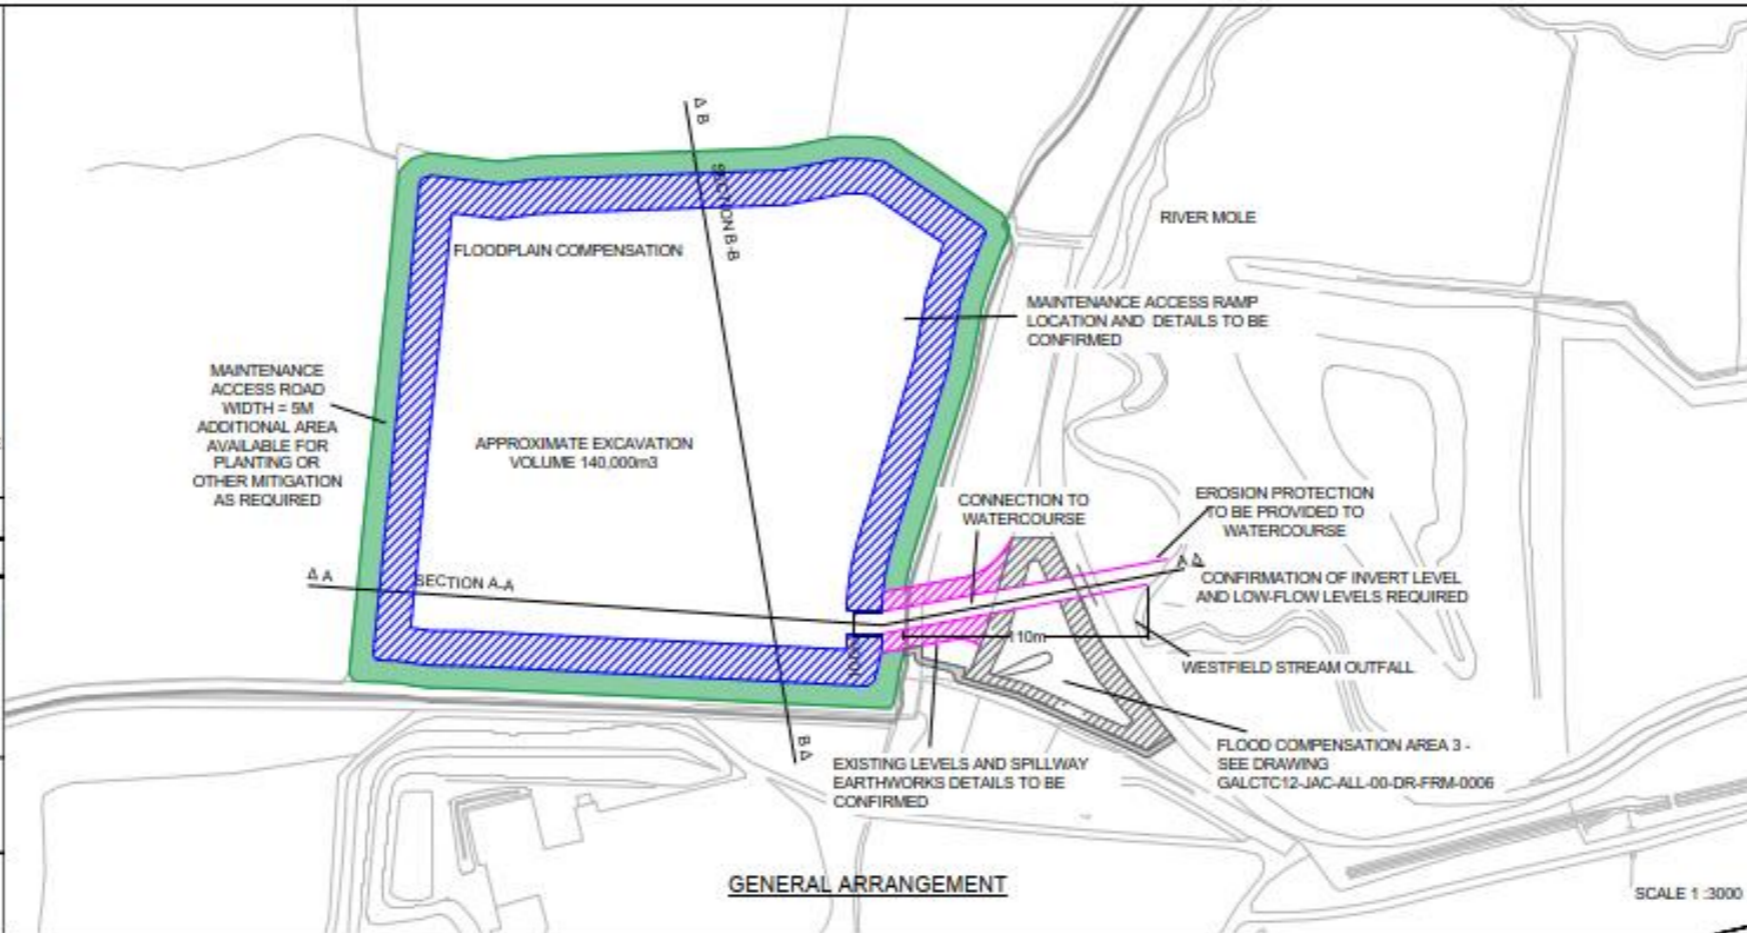 Δ B
SECTION B-B
RIVER MOLE
FLOODPLAIN COMPENSATION
MAINTENANCE ACCESS RAMP
LOCATION AND DETAILS TO BE
CONFIRMED
MAINTENANCE
ACCESS ROAD
WIDTH = 5M
ADDITIONAL AREA
AVAILABLE FOR
PLANTING OR
OTHER MITIGATION
AS REQUIRED
APPROXIMATE EXCAVATION
VOLUME 140,000m3
CONNECTION TO
WATERCOURSE
EROSION PROTECTION
TO BE PROVIDED TO
WATERCOURSE
Δ A
SECTION A-A
A Δ
CONFIRMATION OF INVERT LEVEL
AND LOW-FLOW LEVELS REQUIRED
110m
WESTFIELD STREAM OUTFALL
B Δ
EXISTING LEVELS AND SPILLWAY
EARTHWORKS DETAILS TO BE
CONFIRMED
FLOOD COMPENSATION AREA 3 -
SEE DRAWING
GALCTC12-JAC-ALL-00-DR-FRM-0006
GENERAL ARRANGEMENT
SCALE 1 :3000